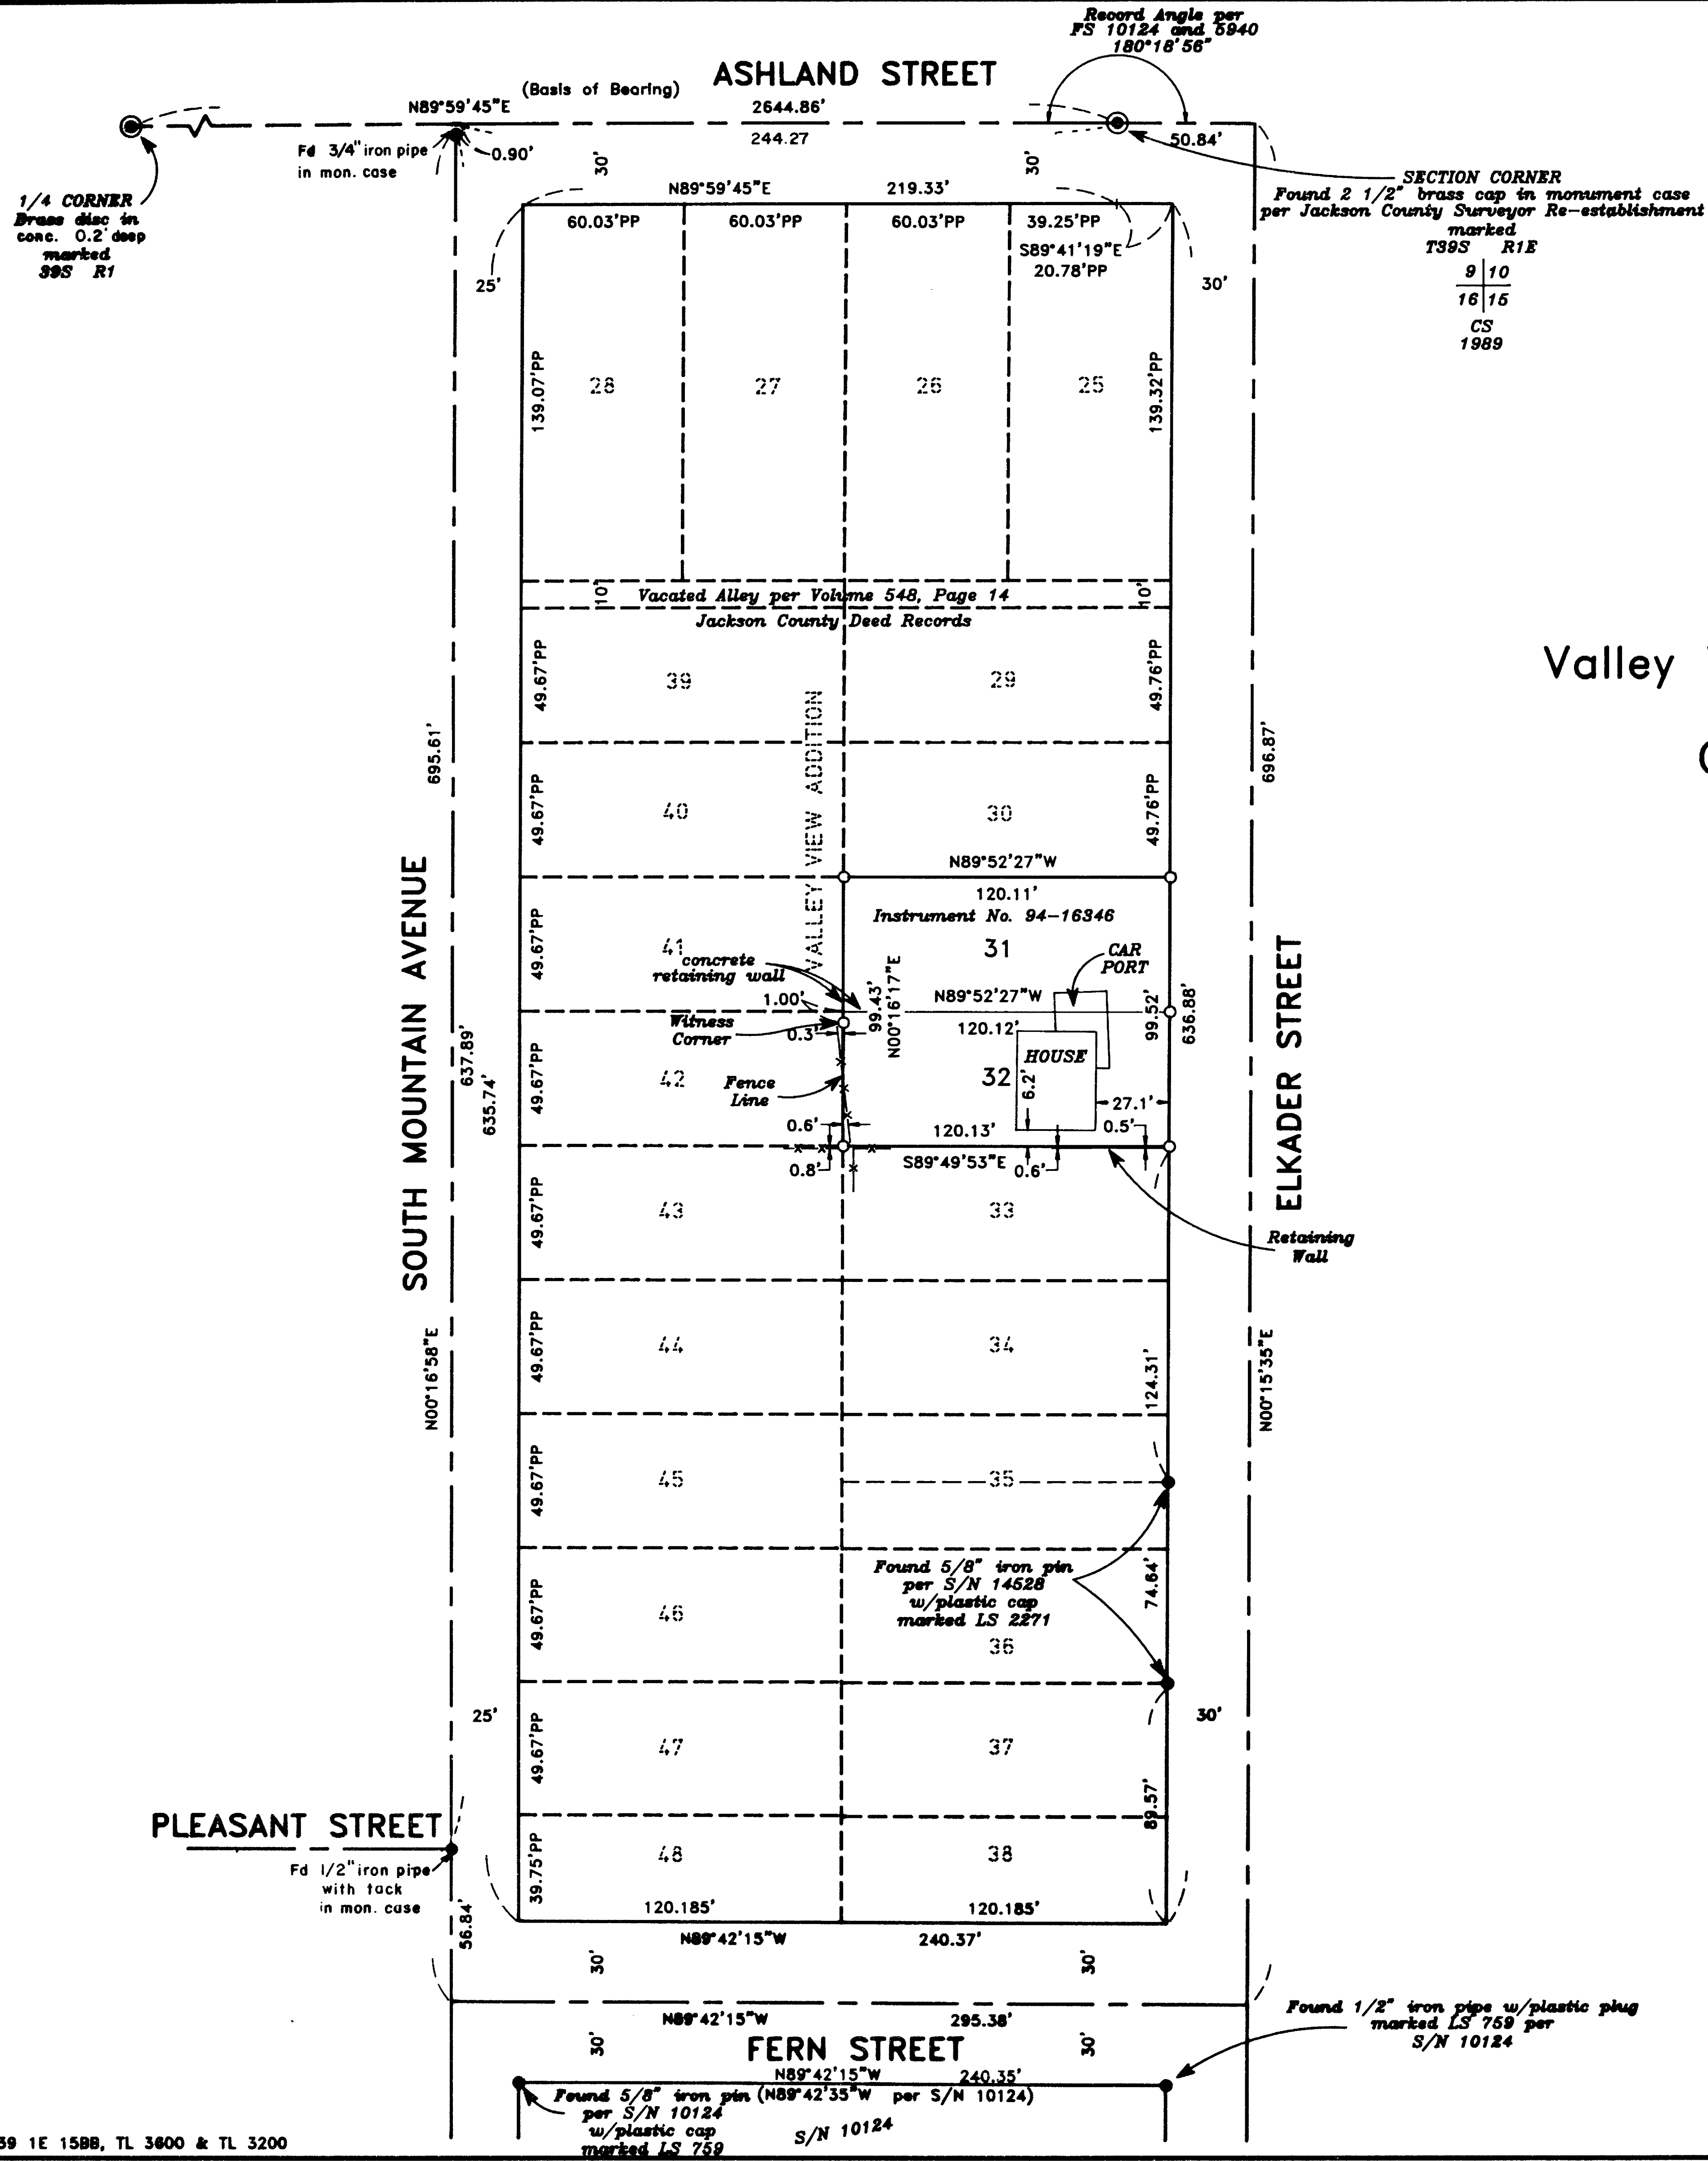 Record Angle per
FS 10124 and 5940
180°18'56"
ASHLAND STREET
(Basis of Bearing)
N89°59'45"E
2644.86'
244.27
50.84'
Fd 3/4" iron pipe
in mon. case
0.90'
30'
30'
1/4 CORNER
Brass disc in
conc. 0.2' deep
marked
39S R1
SECTION CORNER
Found 2 1/2" brass cap in monument case
per Jackson County Surveyor Re-establishment
marked
T39S R1E
9 10
16 15
CS
1989
N89°59'45"E 219.33'
60.03'PP 60.03'PP 60.03'PP 39.25'PP
S89°41'19"E
20.78'PP
25'
30'
139.07'PP
28 27 26 25
139.32'PP
10'
Vacated Alley per Volume 548, Page 14
10'
Jackson County Deed Records
49.67'PP
39
29
49.76'PP
Valley
VALLEY VIEW ADDITION
695.61'
696.87'
49.67'PP
40
30
49.76'PP
N89°52'27"W
120.11'
Instrument No. 94-16346
SOUTH MOUNTAIN AVENUE
49.67'PP
41
31
concrete
retaining wall
CAR
PORT
ELKADER STREET
1.00'
99.43'
N00°16'17"E
N89°52'27"W
120.12'
99.52'
636.88'
Witness
Corner
0.3'
637.89'
635.74'
49.67'PP
42
32
HOUSE
Fence
Line
6.2'
27.1'
0.6'
120.13'
0.5'
0.8'
S89°49'53"E
0.6'
49.67'PP
43
33
Retaining
Wall
N00°16'58"E
49.67'PP
44
34
124.31'
N00°15'35"E
49.67'PP
45
35
Found 5/8" iron pin
per S/N 14528
w/plastic cap
marked LS 2271
74.64'
49.67'PP
46
36
25'
30'
49.67'PP
47
37
89.57'
PLEASANT STREET
Fd 1/2" iron pipe
with tack
in mon. case
39.75'PP
48
38
120.185'
120.185'
56.84'
N89°42'15"W 240.37'
30'
30'
N89°42'15"W 295.38'
Found 1/2" iron pipe w/plastic plug
marked LS 759 per
S/N 10124
30'
FERN STREET
30'
N89°42'15"W 240.35'
Found 5/8" iron pin
(N89°42'35"W per S/N 10124)
per S/N 10124
w/plastic cap
marked LS 759
S/N 10124
39 1E 15BB, TL 3600 & TL 3200